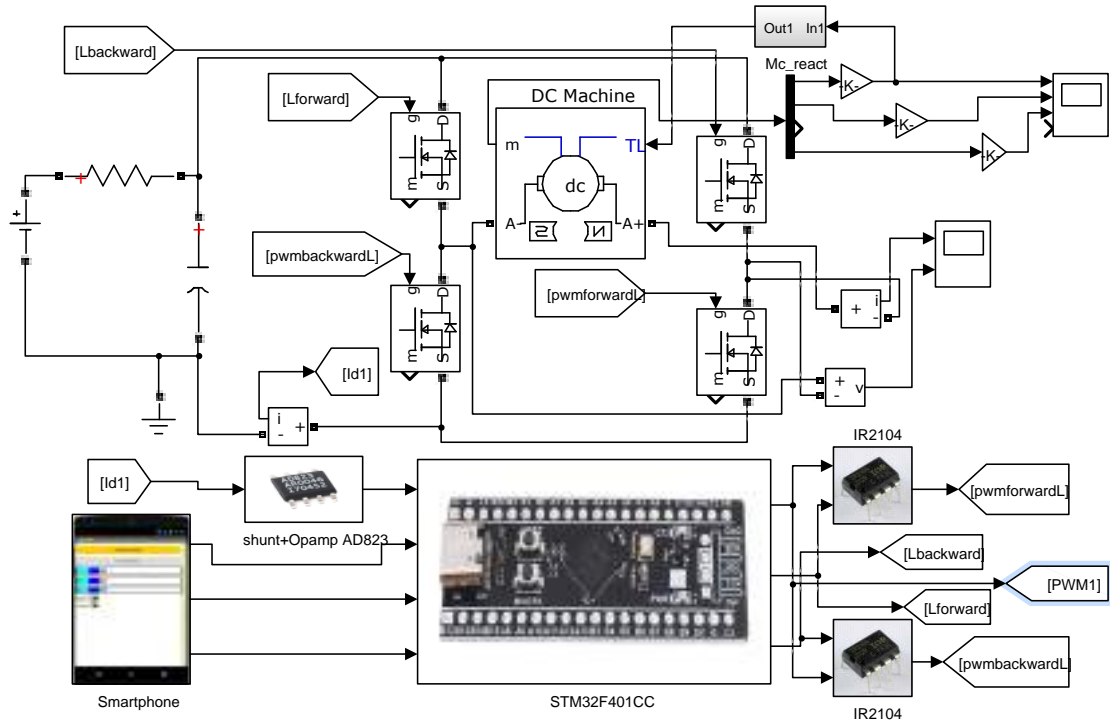 [Lbackward]
Out1 In1
Mc_react
-K-
-K-
-K-
[Lforward]
DC Machine
m
TL
dc
A-
A+
g
D
m
S
g
D
m
S
[pwmbackwardL]
g
D
m
S
[pwmforwardL]
g
D
m
S
+
+
+
i
-
+
+
-
v
[Id1]
i
-
+
IR2104
[Id1]
AD823
shunt+Opamp AD823
[pwmforwardL]
[Lbackward]
[PWM1]
[Lforward]
[pwmbackwardL]
Smartphone
STM32F401CC
IR2104